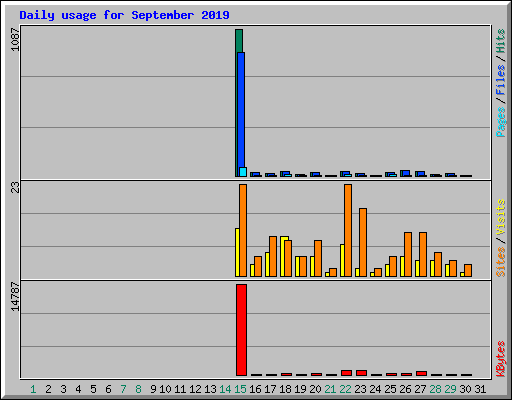 Daily usage for September 2019
1087
Pages/Files/Hits
23
Sites/Visits
14787
KBytes
1 2 3 4 5 6 7 8 9 10 11 12 13 14 15 16 17 18 19 20 21 22 23 24 25 26 27 28 29 30 31